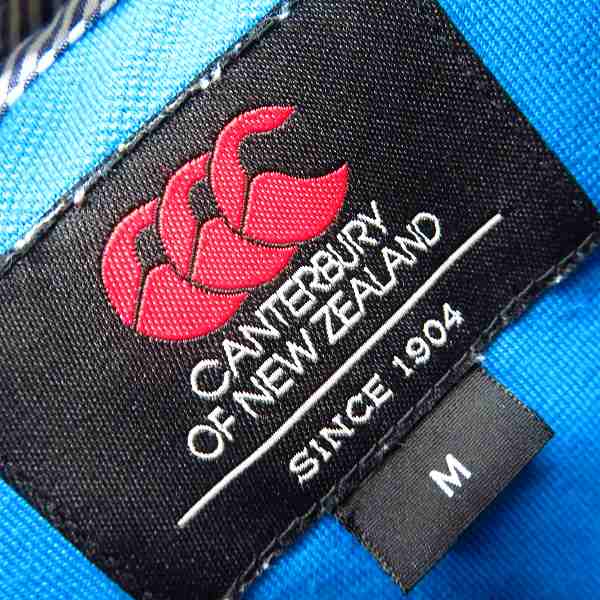 CANTERBURY
OF NEW ZEALAND
SINCE 1904
M